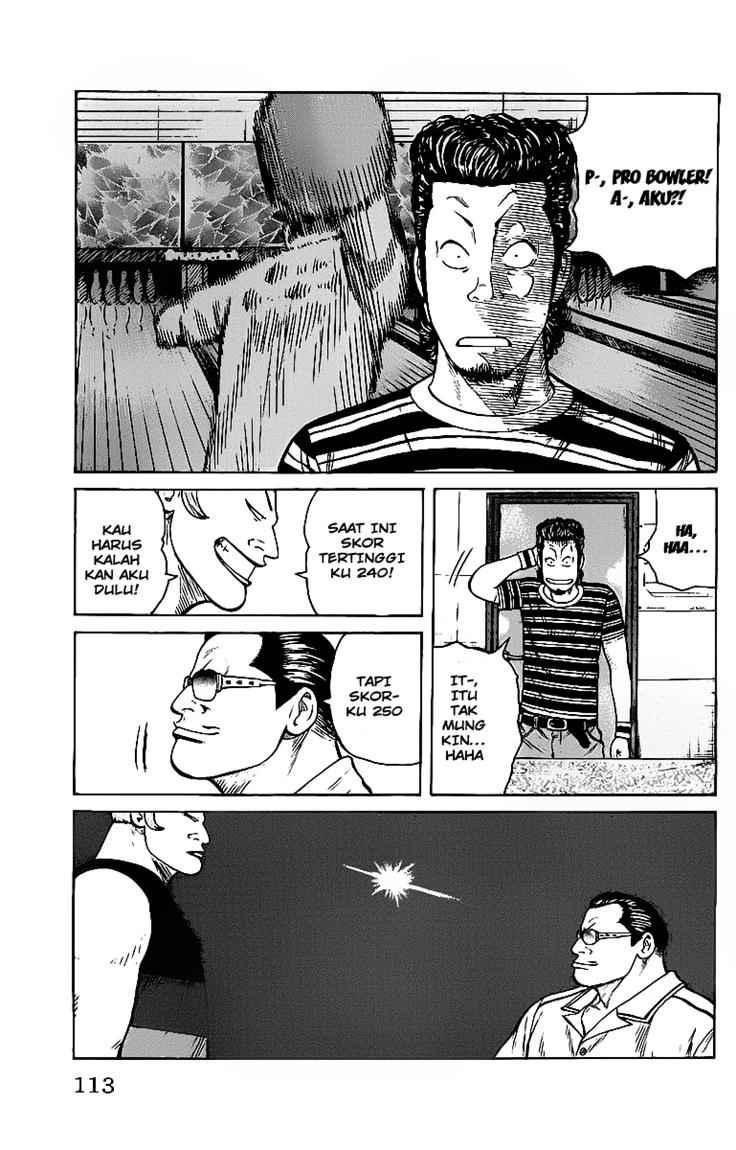 P-, PRO BOWLER!
A-, AKU?!
HA,
HAA...
IT-,
ITU
TAK
MUNG
KIN...
HAHA
SAAT INI
SKOR
TERTINGGI
KU 240!
KAU
HARUS
KALAH
KAN AKU
DULU!
TAPI
SKOR-
KU 250
113